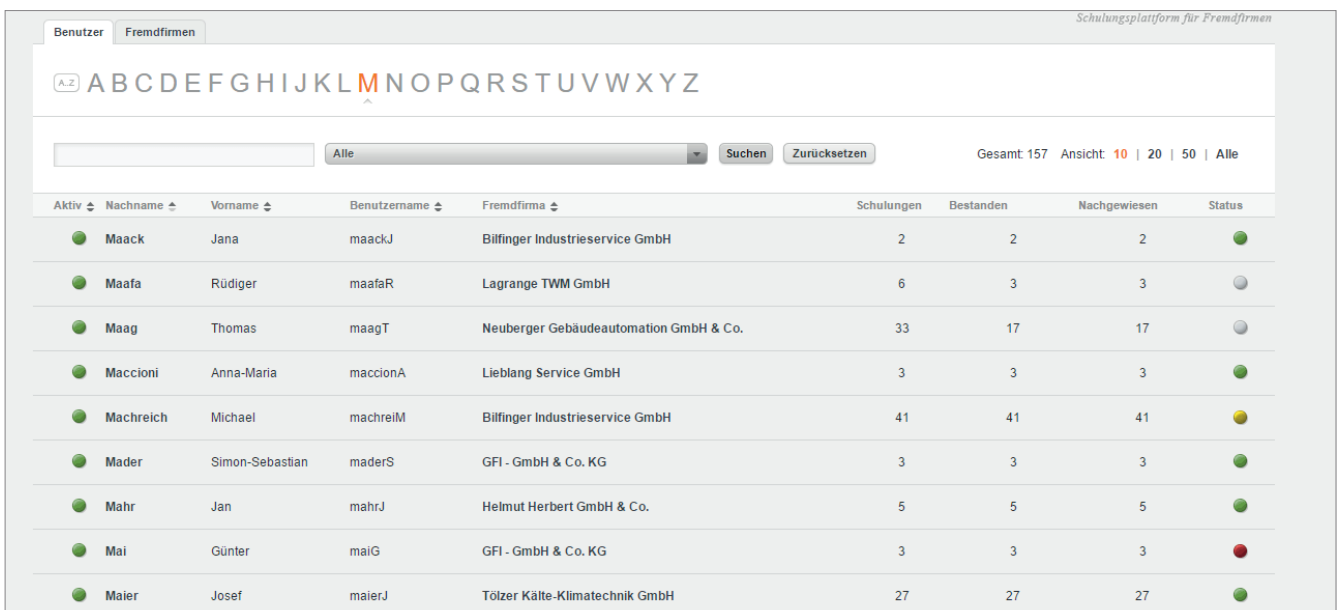 Schulungsplattform für Fremdfirmen
Benutzer Fremdfirmen
A..Z A B C D E F G H I J K L M N O P Q R S T U V W X Y Z
Alle Suchen Zurücksetzen Gesamt: 157 Ansicht: 10 | 20 | 50 | Alle
Aktiv Nachname Vorname Benutzername Fremdfirma Schulungen Bestanden Nachgewiesen Status
Maack Jana maackJ Bilfinger Industrieservice GmbH 2 2 2
Maafa Rüdiger maafaR Lagrange TWM GmbH 6 3 3
Maag Thomas maagT Neuberger Gebäudeautomation GmbH & Co. 33 17 17
Maccioni Anna-Maria maccionA Lieblang Service GmbH 3 3 3
Machreich Michael machreiM Bilfinger Industrieservice GmbH 41 41 41
Mader Simon-Sebastian maderS GFI - GmbH & Co. KG 3 3 3
Mahr Jan mahrJ Helmut Herbert GmbH & Co. 5 5 5
Mai Günter maiG GFI - GmbH & Co. KG 3 3 3
Maier Josef maierJ Tölzer Kälte-Klimatechnik GmbH 27 27 27